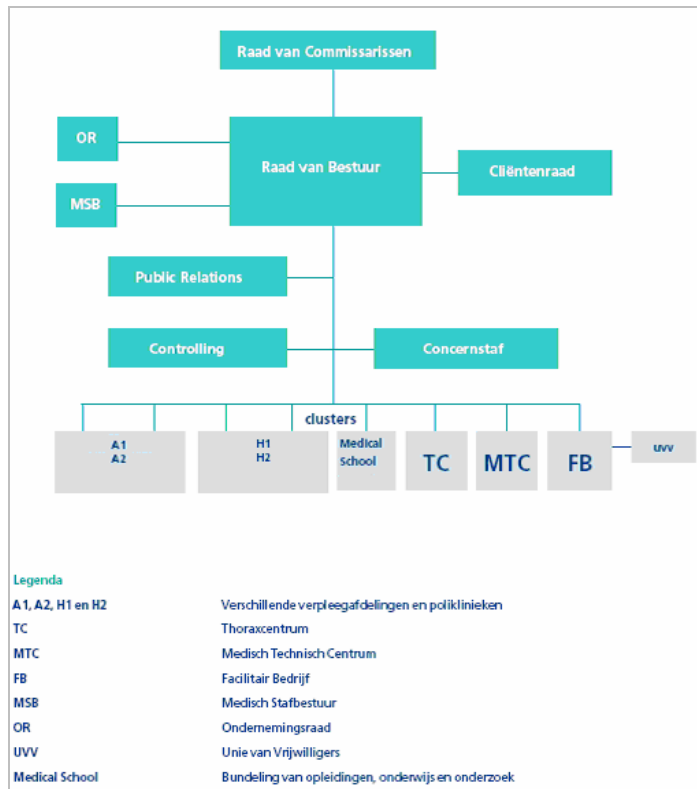 Raad van Commissarissen
OR
Raad van Bestuur
Cliëntenraad
MSB
Public Relations
Controlling
Concernstaf
clusters
A1
A2
H1
H2
Medical
School
TC
MTC
FB
uvv
Legenda
A1, A2, H1 en H2 Verschillende verpleegafdelingen en poliklinieken
TC Thoraxcentrum
MTC Medisch Technisch Centrum
FB Facilitair Bedrijf
MSB Medisch Stafbestuur
OR Ondernemingsraad
UVV Unie van Vrijwilligers
Medical School Bundeling van opleidingen, onderwijs en onderzoek